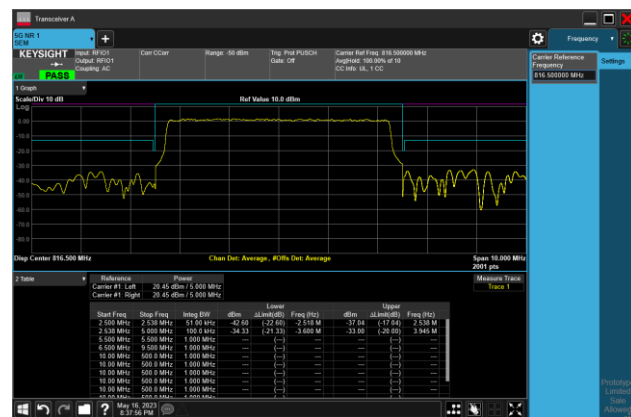 Transceiver A
5G NR 1
SEM
Frequency
KEYSIGHT
Input: RFIO1
Output: RFIO1
Coupling: AC
Corr CCorr
Range: -50 dBm
Trig: Prot PUSCH
Gate: Off
Carrier Ref Freq: 816.500000 MHz
Avg|Hold: 100.00% of 10
CC Info: UL, 1 CC
PASS
Carrier Reference
Frequency
816.500000 MHz
Settings
1 Graph
Scale/Div 10 dB
Ref Value 10.0 dBm
Log
0.00
-10.0
-20.0
-30.0
-40.0
-50.0
-60.0
-70.0
-80.0
Disp Center 816.500 MHz
Chan Det: Average , #Offs Det: Average
Span 10.000 MHz
2001 pts
2 Table
Reference Power
Carrier #1: Left 20.45 dBm / 5.000 MHz
Carrier #1: Right 20.45 dBm / 5.000 MHz
Measure Trace
Trace 1
Lower Upper
Start Freq Stop Freq Integ BW dBm ΔLimit(dB) Freq (Hz) dBm ΔLimit(dB) Freq (Hz)
2.500 MHz 2.538 MHz 51.00 kHz -42.60 (-22.60) -2.518 M -37.04 (-17.04) 2.538 M
2.538 MHz 5.000 MHz 100.0 kHz -34.33 (-21.33) -3.600 M -33.00 (-20.00) 3.945 M
5.500 MHz 5.500 MHz 1.000 MHz --- (---) --- --- (---) ---
6.500 MHz 9.500 MHz 1.000 MHz --- (---) --- --- (---) ---
10.00 MHz 500.0 MHz 1.000 MHz --- (---) --- --- (---) ---
10.00 MHz 500.0 MHz 1.000 MHz --- (---) --- --- (---) ---
10.00 MHz 500.0 MHz 1.000 MHz --- (---) --- --- (---) ---
10.00 MHz 500.0 MHz 1.000 MHz --- (---) --- --- (---) ---
10.00 MHz 500.0 MHz 1.000 MHz --- (---) --- --- (---) ---
Prototype
Limited
Sale
Allowed
May 16, 2023
8:37:56 PM